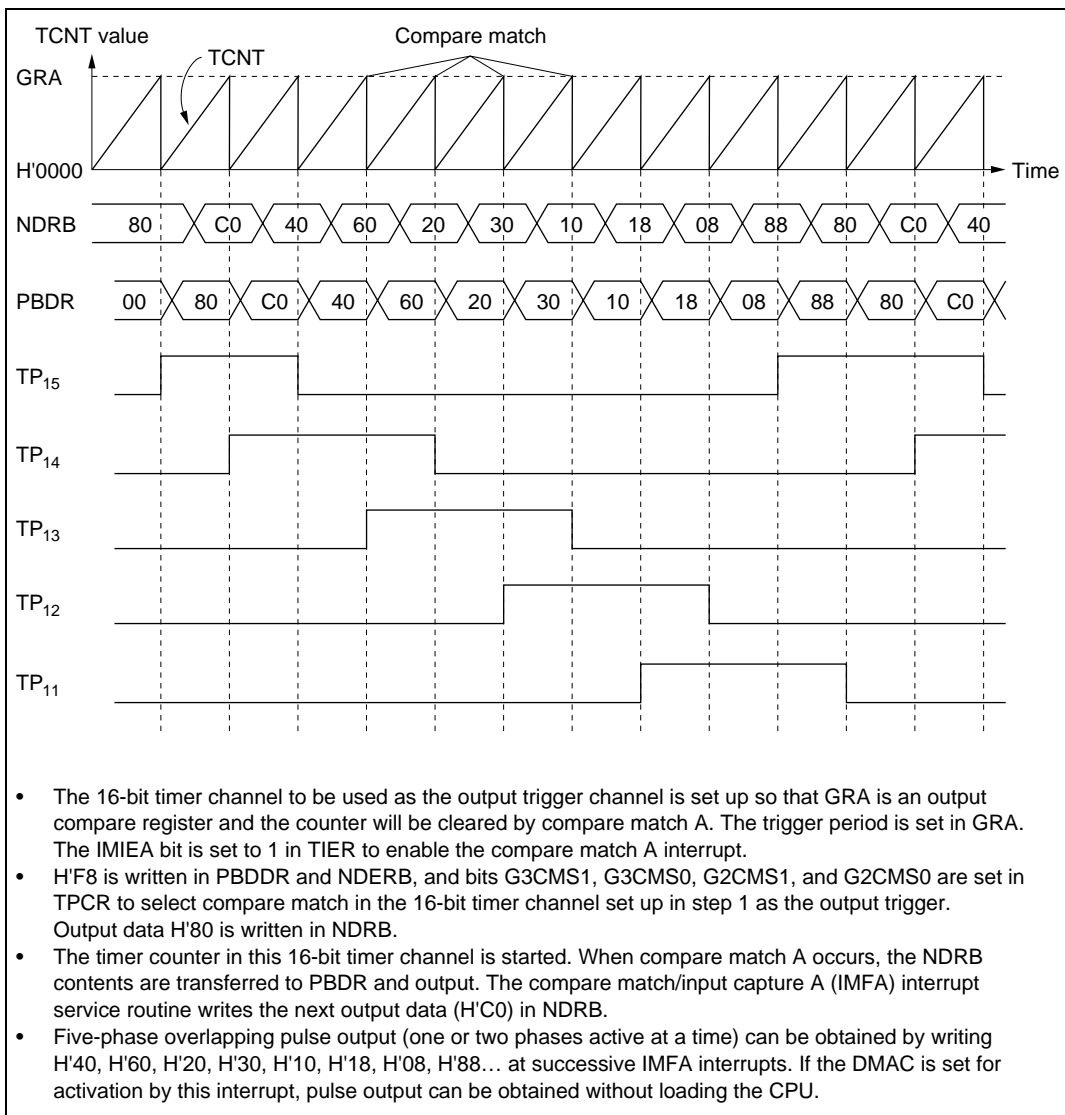 TCNT value
Compare match
TCNT
GRA
H'0000
Time
NDRB 80 C0 40 60 20 30 10 18 08 88 80 C0 40
PBDR 00 80 C0 40 60 20 30 10 18 08 88 80 C0
TP15
TP14
TP13
TP12
TP11
• The 16-bit timer channel to be used as the output trigger channel is set up so that GRA is an output
compare register and the counter will be cleared by compare match A. The trigger period is set in GRA.
The IMIEA bit is set to 1 in TIER to enable the compare match A interrupt.
• H'F8 is written in PBDDR and NDERB, and bits G3CMS1, G3CMS0, G2CMS1, and G2CMS0 are set in
TPCR to select compare match in the 16-bit timer channel set up in step 1 as the output trigger.
Output data H'80 is written in NDRB.
• The timer counter in this 16-bit timer channel is started. When compare match A occurs, the NDRB
contents are transferred to PBDR and output. The compare match/input capture A (IMFA) interrupt
service routine writes the next output data (H'C0) in NDRB.
• Five-phase overlapping pulse output (one or two phases active at a time) can be obtained by writing
H'40, H'60, H'20, H'30, H'10, H'18, H'08, H'88… at successive IMFA interrupts. If the DMAC is set for
activation by this interrupt, pulse output can be obtained without loading the CPU.